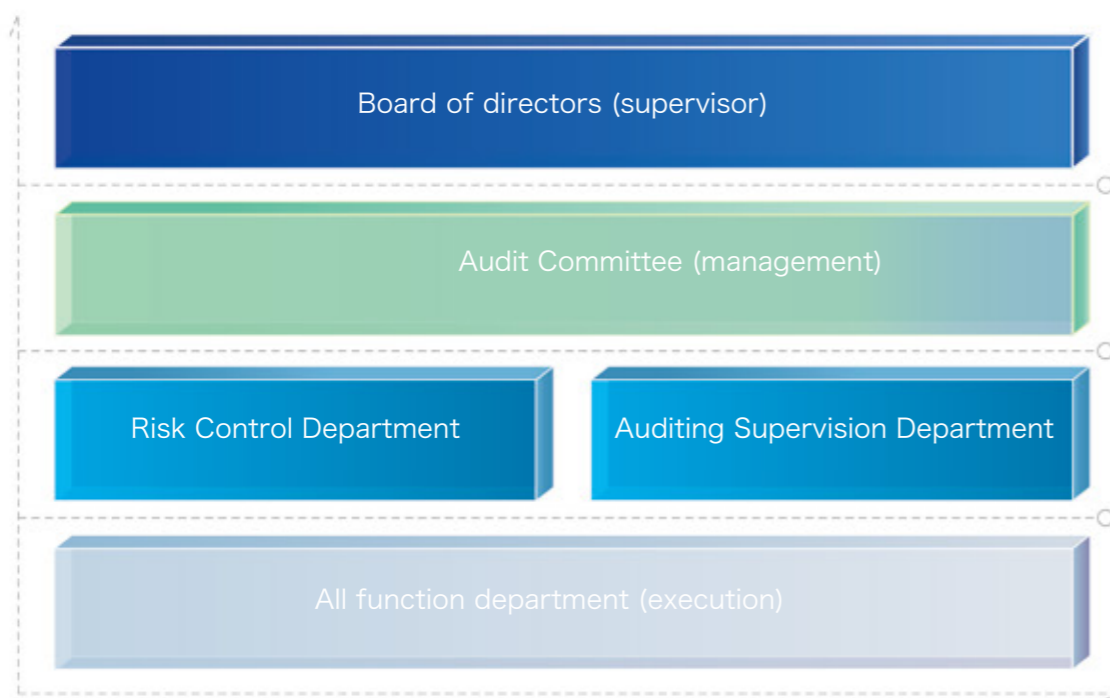 Board of directors (supervisor)
Audit Committee (management)
Risk Control Department
Auditing Supervision Department
All function department (execution)